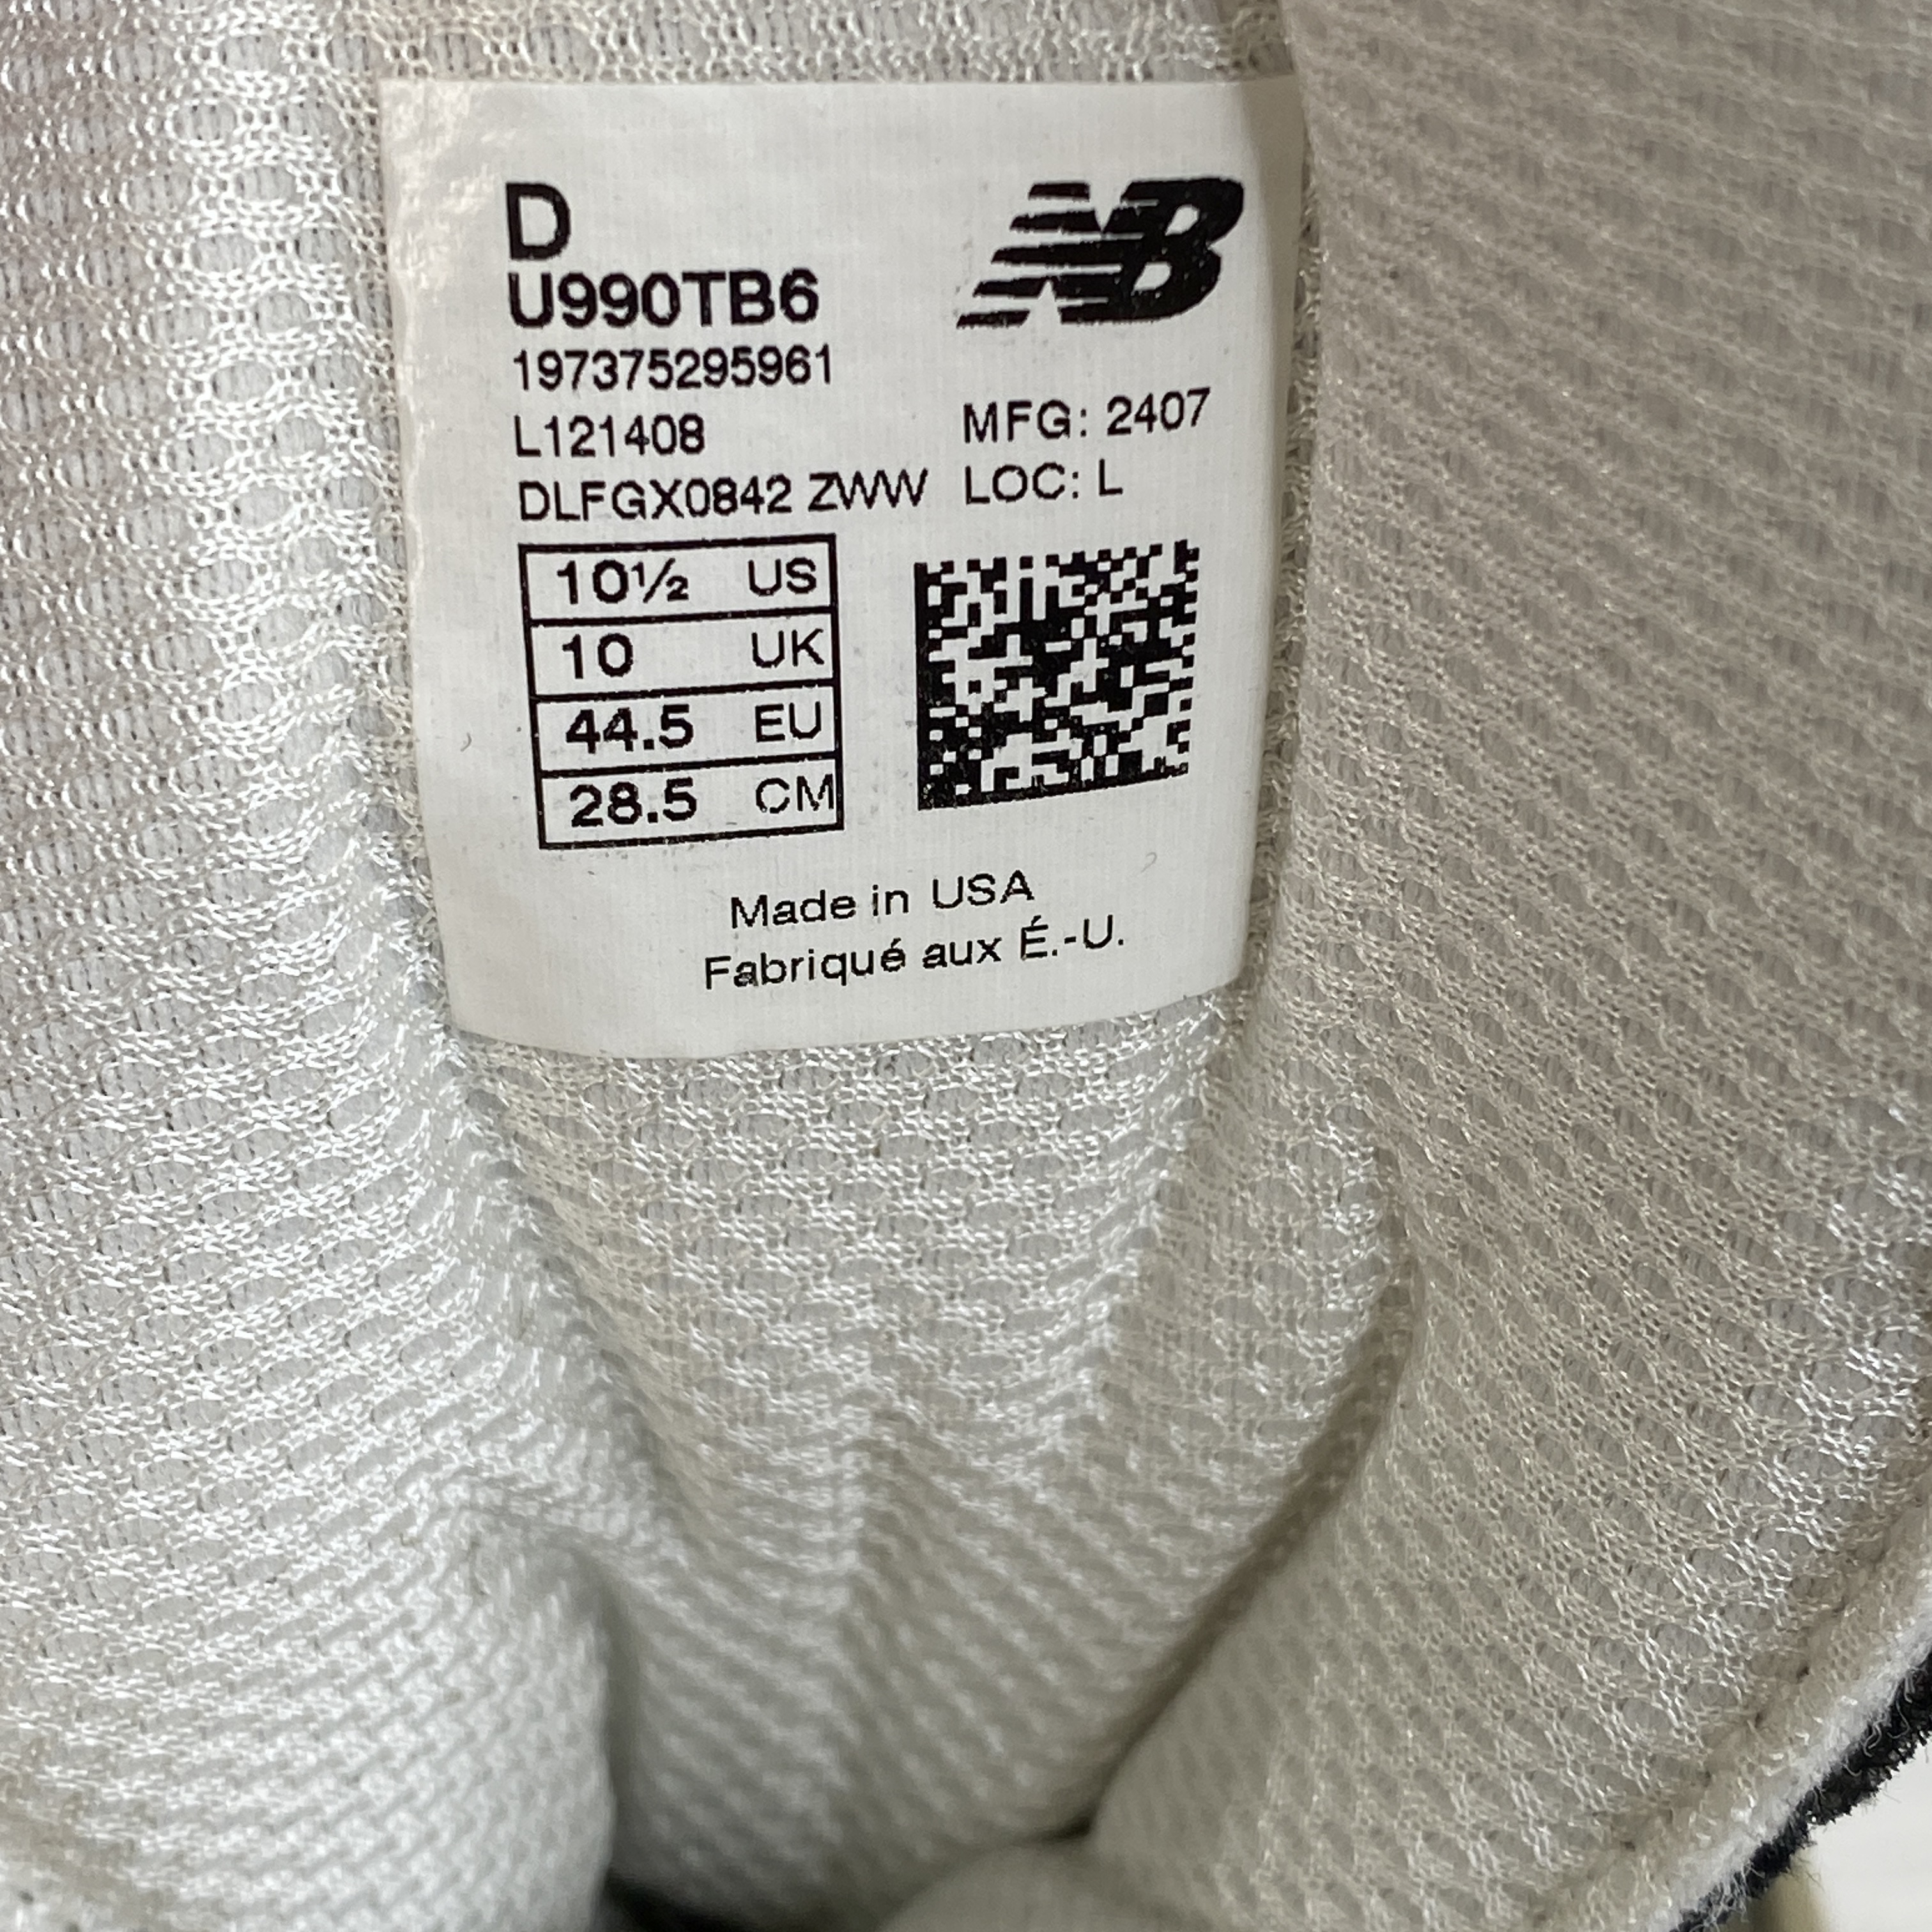 D
NB
U990TB6
197375295961
L121408
MFG: 2407
DLFGX0842 ZWW
LOC: L
10½ US
10 UK
44.5 EU
28.5 CM
Made in USA
Fabriqué aux É.-U.